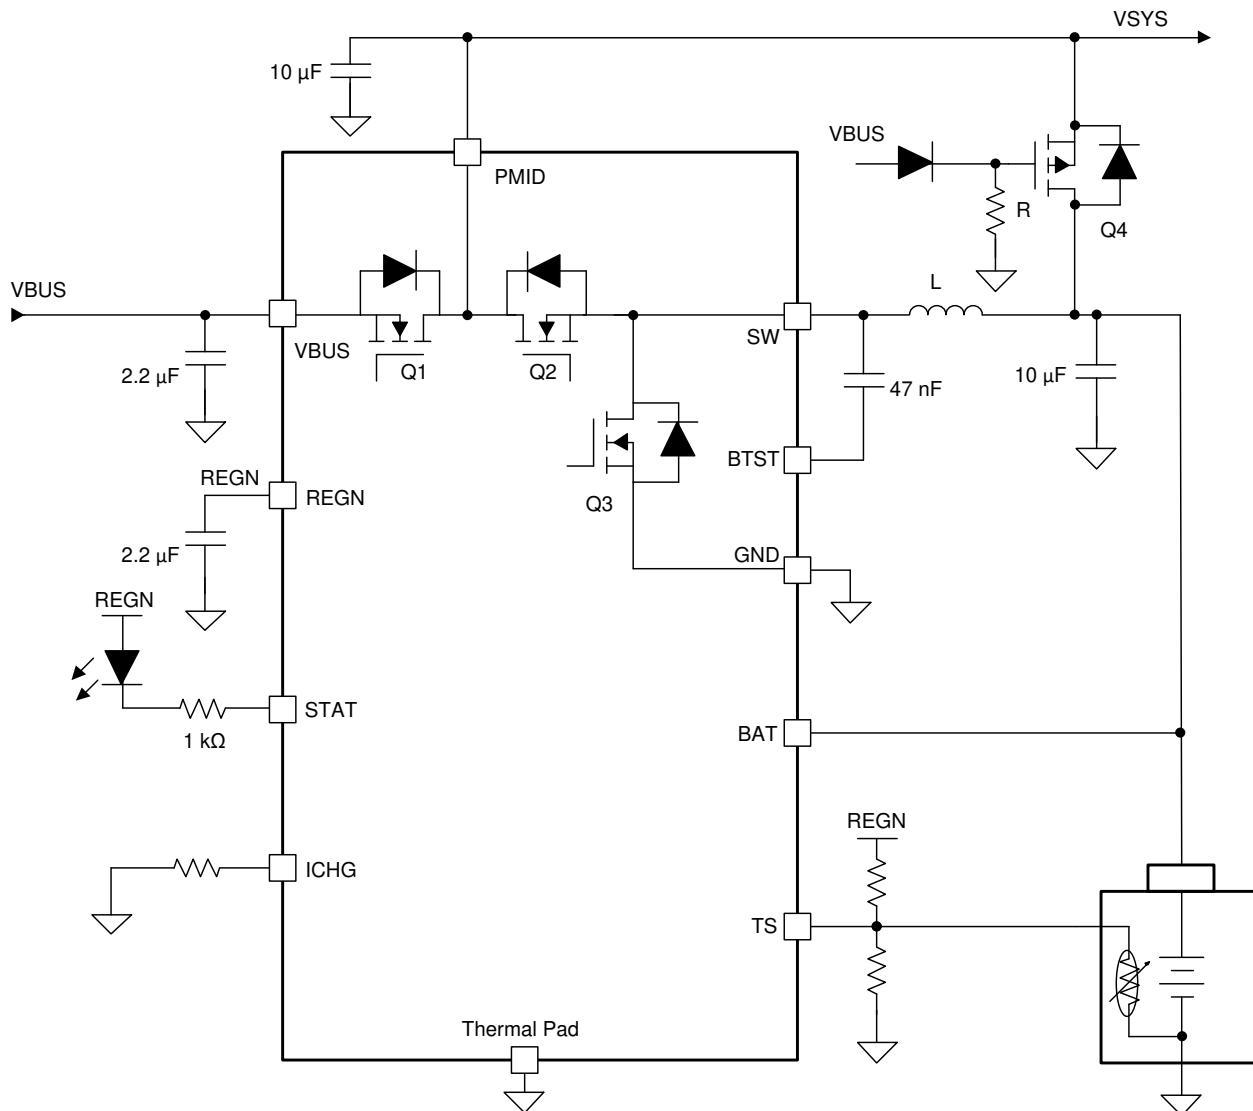 VSYS
10 µF
VBUS
PMID
R
Q4
VBUS
L
VBUS
SW
Q1
Q2
2.2 µF
10 µF
47 nF
BTST
REGN
REGN
Q3
2.2 µF
GND
REGN
STAT
BAT
1 kΩ
REGN
ICHG
TS
Thermal Pad